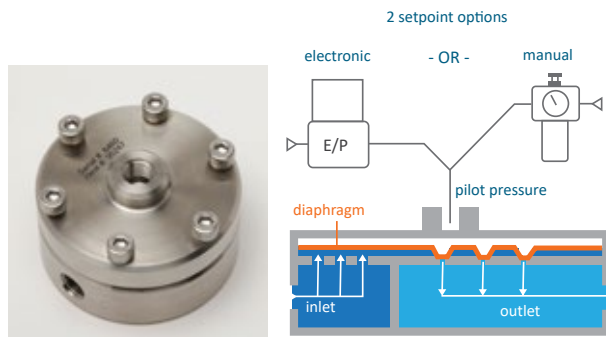 2 setpoint options
electronic
- OR -
manual
E/P
pilot pressure
diaphragm
inlet
outlet